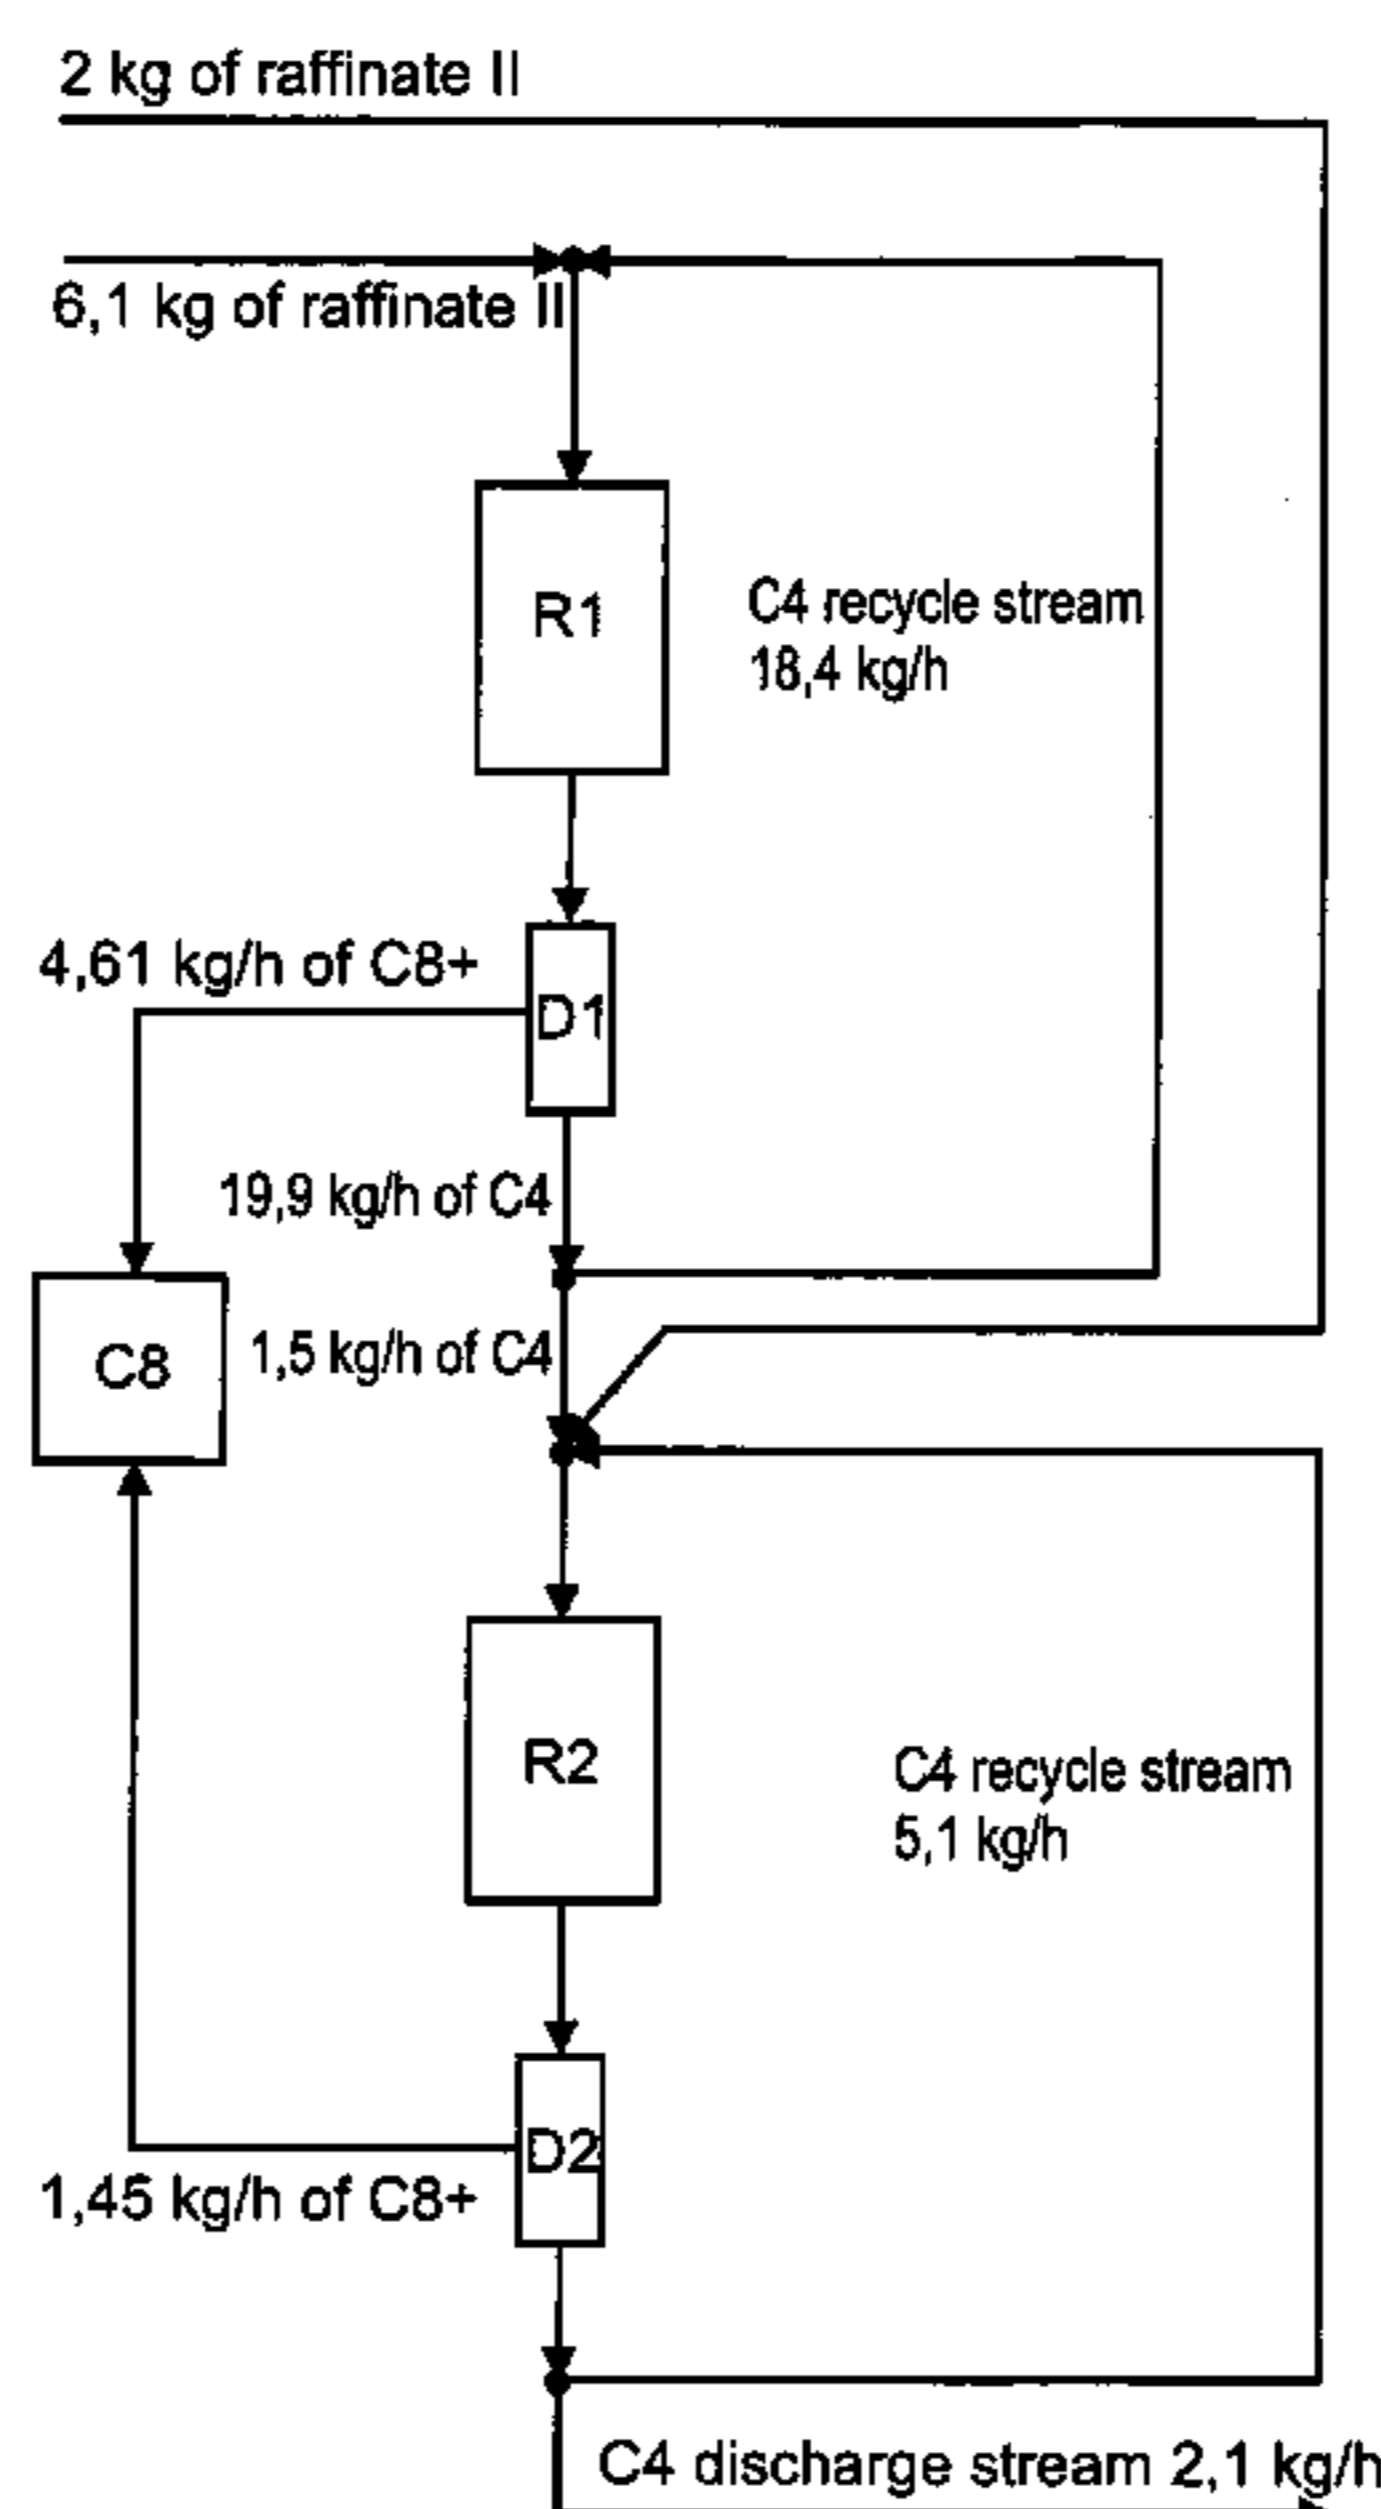 2 kg of raffinate II
6,1 kg of raffinate II
R1
C4 recycle stream
18,4 kg/h
4,61 kg/h of C8+
D1
19,9 kg/h of C4
C8
1,5 kg/h of C4
R2
C4 recycle stream
5,1 kg/h
D2
1,45 kg/h of C8+
C4 discharge stream 2,1 kg/h